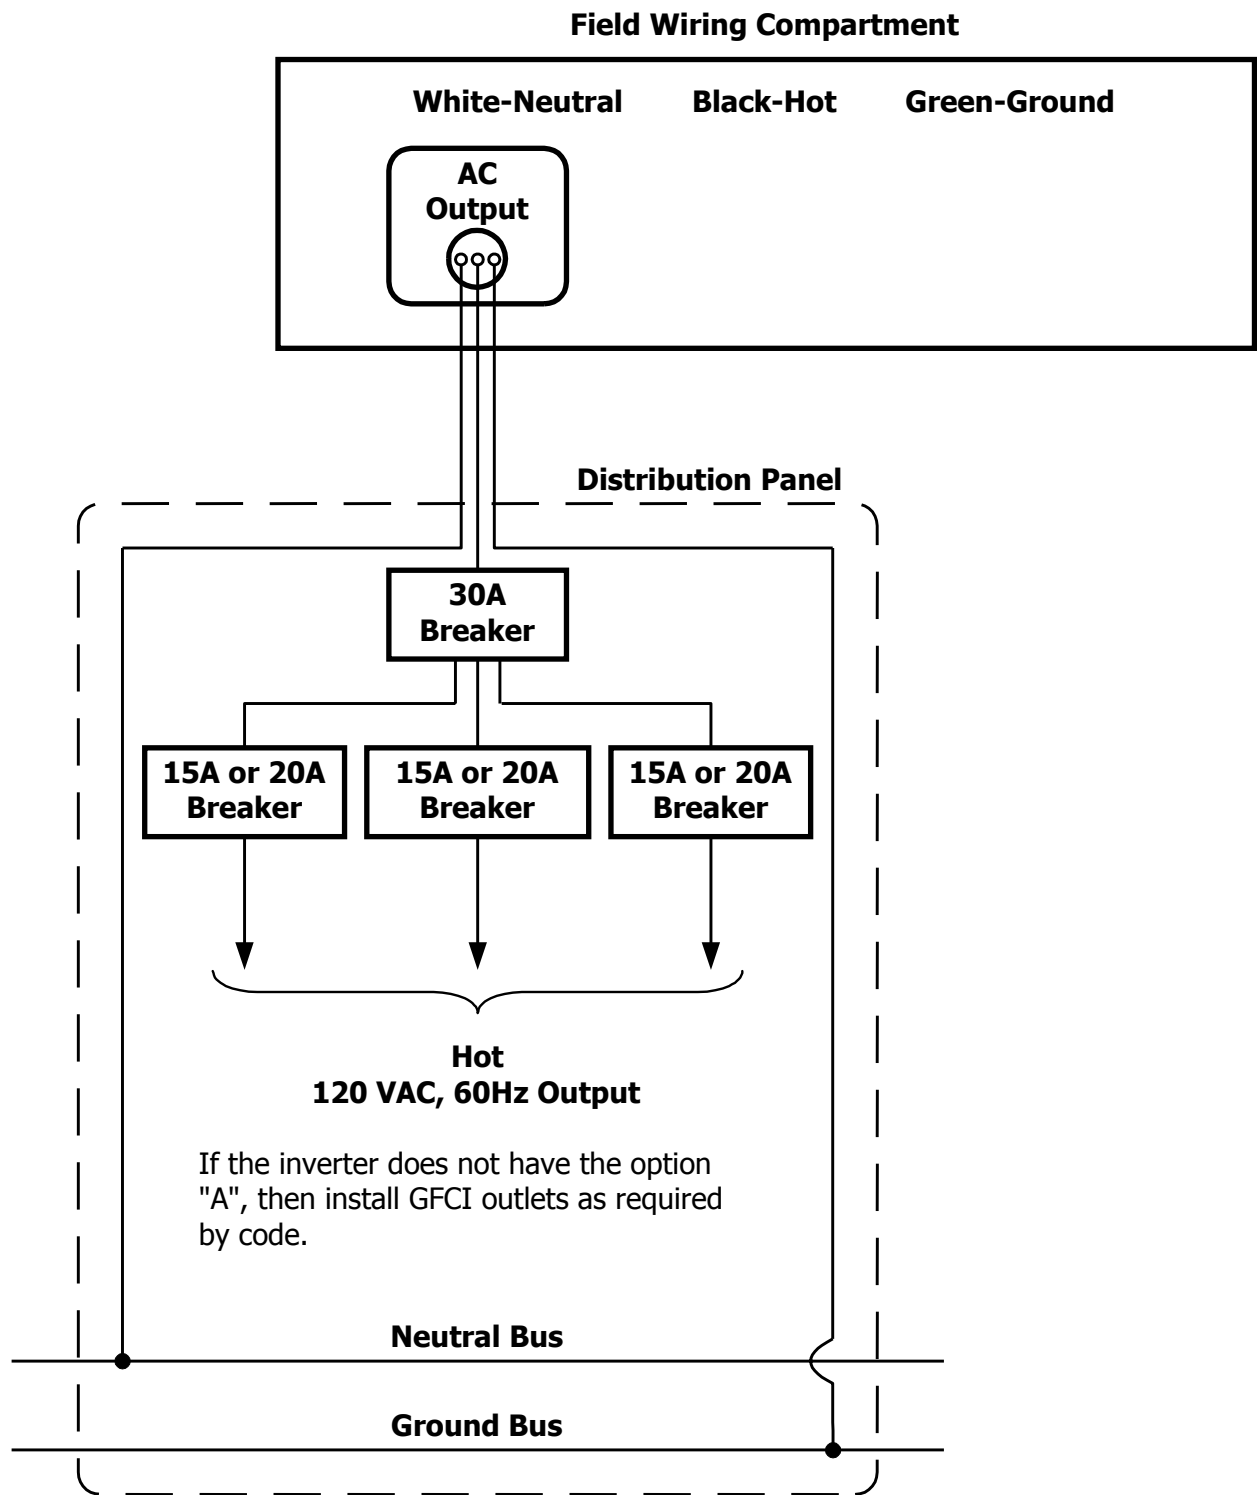 Field Wiring Compartment
White-Neutral Black-Hot Green-Ground
AC
Output
Distribution Panel
30A
Breaker
15A or 20A
Breaker
15A or 20A
Breaker
15A or 20A
Breaker
Hot
120 VAC, 60Hz Output
If the inverter does not have the option
"A", then install GFCI outlets as required
by code.
Neutral Bus
Ground Bus